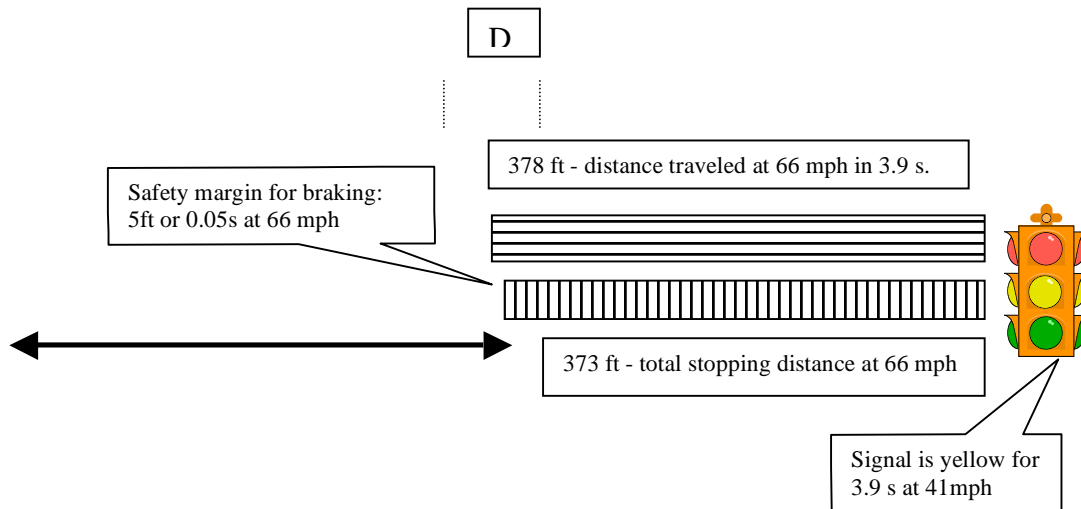 D
378 ft - distance traveled at 66 mph in 3.9 s.
Safety margin for braking:
5ft or 0.05s at 66 mph
373 ft - total stopping distance at 66 mph
Signal is yellow for
3.9 s at 41mph